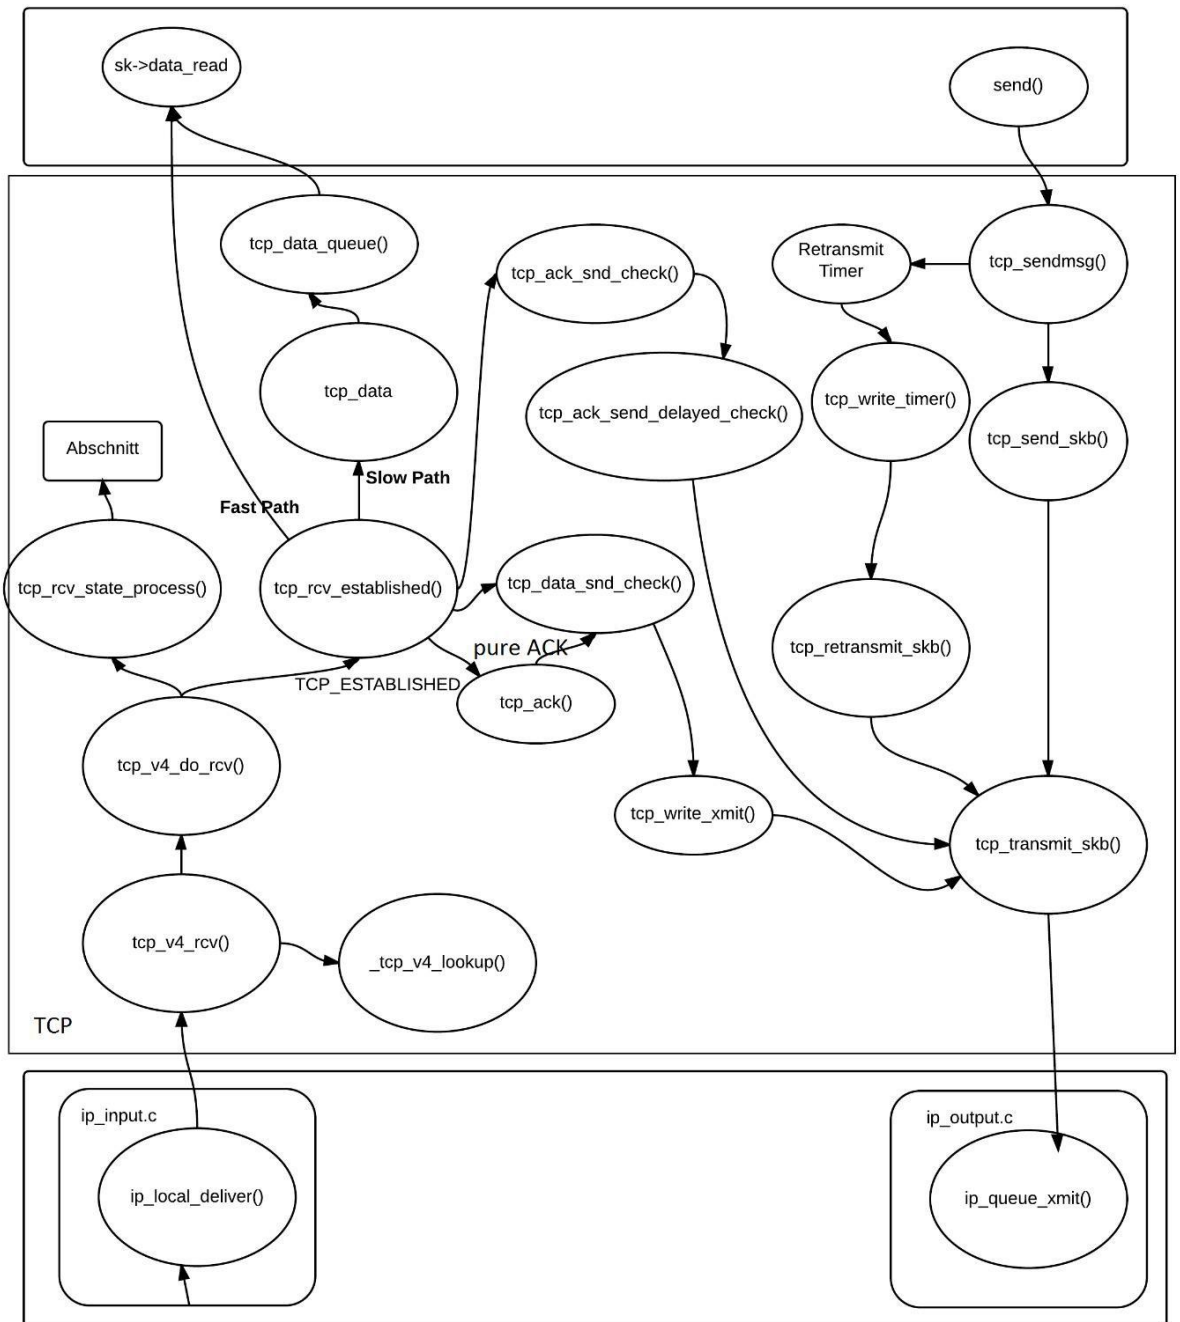 sk->data_read
send()
tcp_data_queue()
tcp_ack_snd_check()
Retransmit
Timer
tcp_sendmsg()
tcp_data
tcp_ack_send_delayed_check()
tcp_write_timer()
tcp_send_skb()
Abschnitt
Slow Path
Fast Path
tcp_rcv_state_process()
tcp_rcv_established()
tcp_data_snd_check()
pure ACK
tcp_retransmit_skb()
TCP_ESTABLISHED
tcp_ack()
tcp_v4_do_rcv()
tcp_write_xmit()
tcp_transmit_skb()
tcp_v4_rcv()
_tcp_v4_lookup()
TCP
ip_input.c
ip_output.c
ip_local_deliver()
ip_queue_xmit()